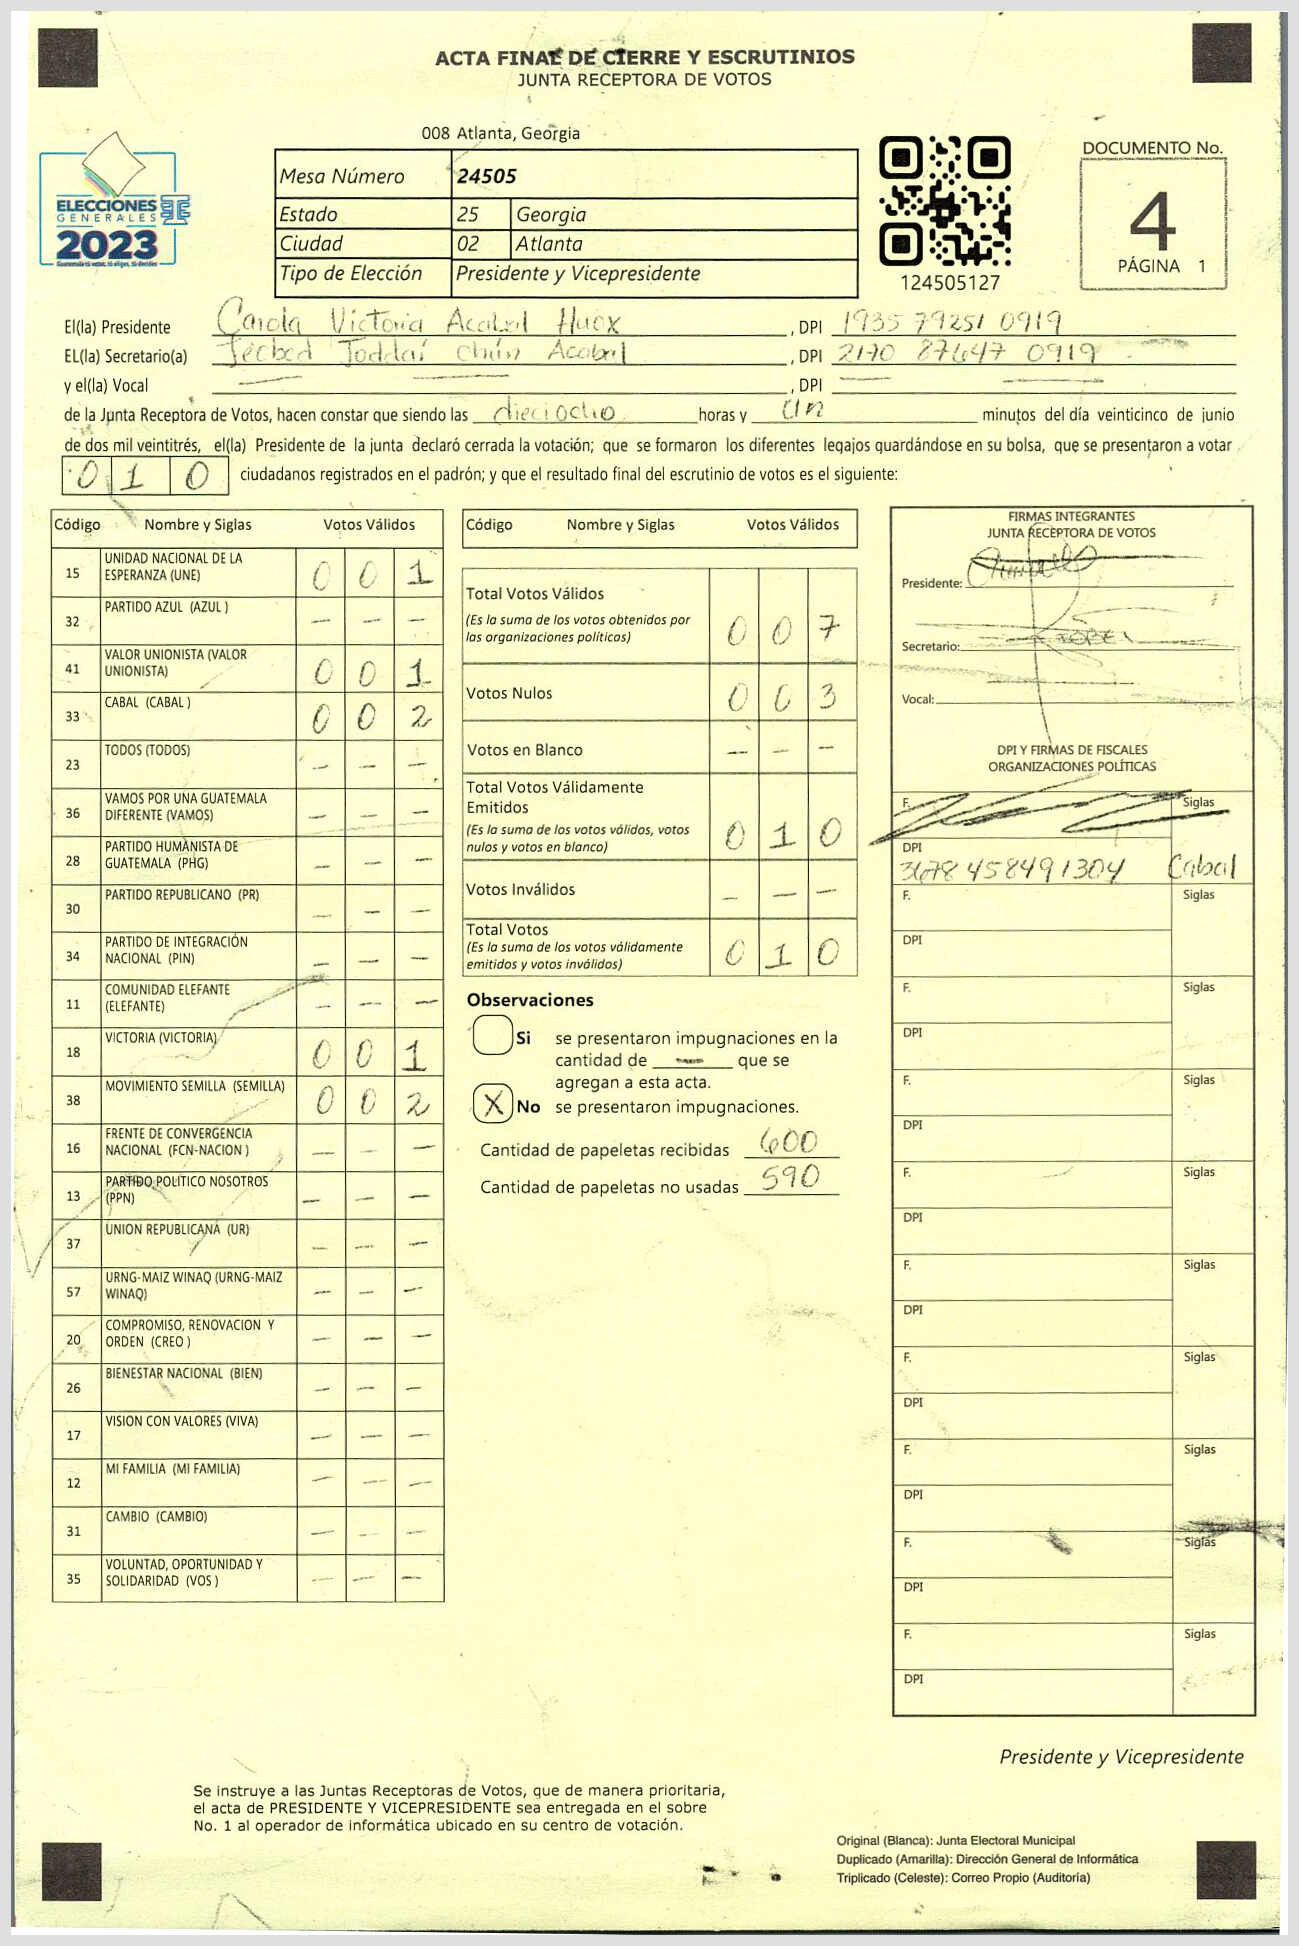 ACTA FINAL DE CIERRE Y ESCRUTINIOS
JUNTA RECEPTORA DE VOTOS
008 Atlanta, Georgia
ELECCIONES
GENERALES
2023
Mesa Número 24505
Estado 25 Georgia
Ciudad 02 Atlanta
Tipo de Elección Presidente y Vicepresidente
124505127
DOCUMENTO No.
4
PÁGINA 1
El(la) Presidente Carola Victoria Acabal Huox , DPI 1935 79251 0919
EL(la) Secretario(a) Chún Acabal , DPI 2170 87647 0919
y el(la) Vocal — — , DPI — —
de la Junta Receptora de Votos, hacen constar que siendo las dieciocho horas y un minutos del día veinticinco de junio
de dos mil veintitrés, el(la) Presidente de la junta declaró cerrada la votación; que se formaron los diferentes legajos guardándose en su bolsa, que se presentaron a votar
0 1 0 ciudadanos registrados en el padrón; y que el resultado final del escrutinio de votos es el siguiente:
Código Nombre y Siglas Votos Válidos
15 UNIDAD NACIONAL DE LA ESPERANZA (UNE) 0 0 1
32 PARTIDO AZUL (AZUL ) — — —
41 VALOR UNIONISTA (VALOR UNIONISTA) 0 0 1
33 CABAL (CABAL ) 0 0 2
23 TODOS (TODOS) — — —
36 VAMOS POR UNA GUATEMALA DIFERENTE (VAMOS) — — —
28 PARTIDO HUMANISTA DE GUATEMALA (PHG) — — —
30 PARTIDO REPUBLICANO (PR) — — —
34 PARTIDO DE INTEGRACIÓN NACIONAL (PIN) — — —
11 COMUNIDAD ELEFANTE (ELEFANTE) — — —
18 VICTORIA (VICTORIA) 0 0 1
38 MOVIMIENTO SEMILLA (SEMILLA) 0 0 2
16 FRENTE DE CONVERGENCIA NACIONAL (FCN-NACION ) — — —
13 PARTIDO POLITICO NOSOTROS (PPN) — — —
37 UNION REPUBLICANA (UR) — — —
57 URNG-MAIZ WINAQ (URNG-MAIZ WINAQ) — — —
20 COMPROMISO, RENOVACION Y ORDEN (CREO ) — — —
26 BIENESTAR NACIONAL (BIEN) — — —
17 VISION CON VALORES (VIVA) — — —
12 MI FAMILIA (MI FAMILIA) — — —
31 CAMBIO (CAMBIO) — — —
35 VOLUNTAD, OPORTUNIDAD Y SOLIDARIDAD (VOS ) — — —
Código Nombre y Siglas Votos Válidos
Total Votos Válidos 0 0 7
(Es la suma de los votos obtenidos por
las organizaciones políticas)
Votos Nulos 0 0 3
Votos en Blanco — — —
Total Votos Válidamente
Emitidos 0 1 0
(Es la suma de los votos válidos, votos
nulos y votos en blanco)
Votos Inválidos — — —
Total Votos 0 1 0
(Es la suma de los votos válidamente
emitidos y votos inválidos)
Observaciones
Si se presentaron impugnaciones en la
cantidad de — que se
agregan a esta acta.
X No se presentaron impugnaciones.
Cantidad de papeletas recibidas 600
Cantidad de papeletas no usadas 590
FIRMAS INTEGRANTES
JUNTA RECEPTORA DE VOTOS
Presidente:
Secretario:
Vocal:
DPI Y FIRMAS DE FISCALES
ORGANIZACIONES POLÍTICAS
F. Siglas
DPI
3678 45849 1304 Cabal
F. Siglas
DPI
F. Siglas
DPI
F. Siglas
DPI
F. Siglas
DPI
F. Siglas
DPI
F. Siglas
DPI
F. Siglas
DPI
F. Siglas
DPI
F. Siglas
DPI
Presidente y Vicepresidente
Se instruye a las Juntas Receptoras de Votos, que de manera prioritaria,
el acta de PRESIDENTE Y VICEPRESIDENTE sea entregada en el sobre
No. 1 al operador de informática ubicado en su centro de votación.
Original (Blanca): Junta Electoral Municipal
Duplicado (Amarilla): Dirección General de Informática
Triplicado (Celeste): Correo Propio (Auditoría)